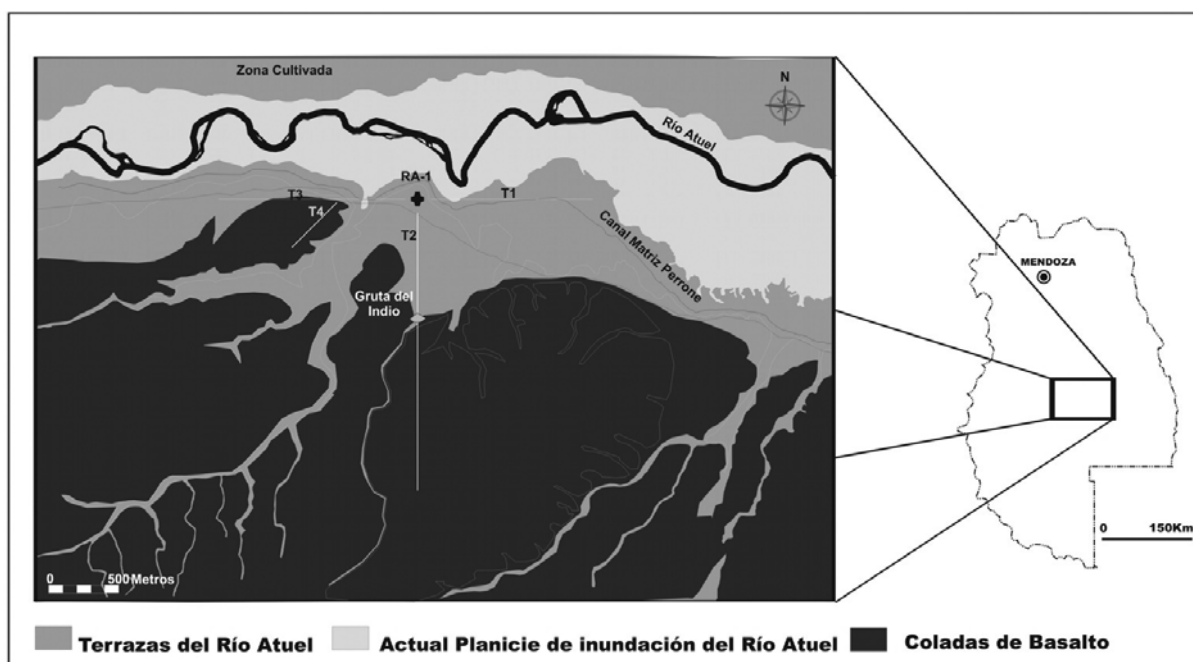 Zona Cultivada
N
Río Atuel
RA-1
T3
T1
T4
T2
Canal Matriz Perrone
Gruta del
Indio
0 500 Metros
MENDOZA
0 150Km
Terrazas del Río Atuel
Actual Planicie de inundación del Río Atuel
Coladas de Basalto